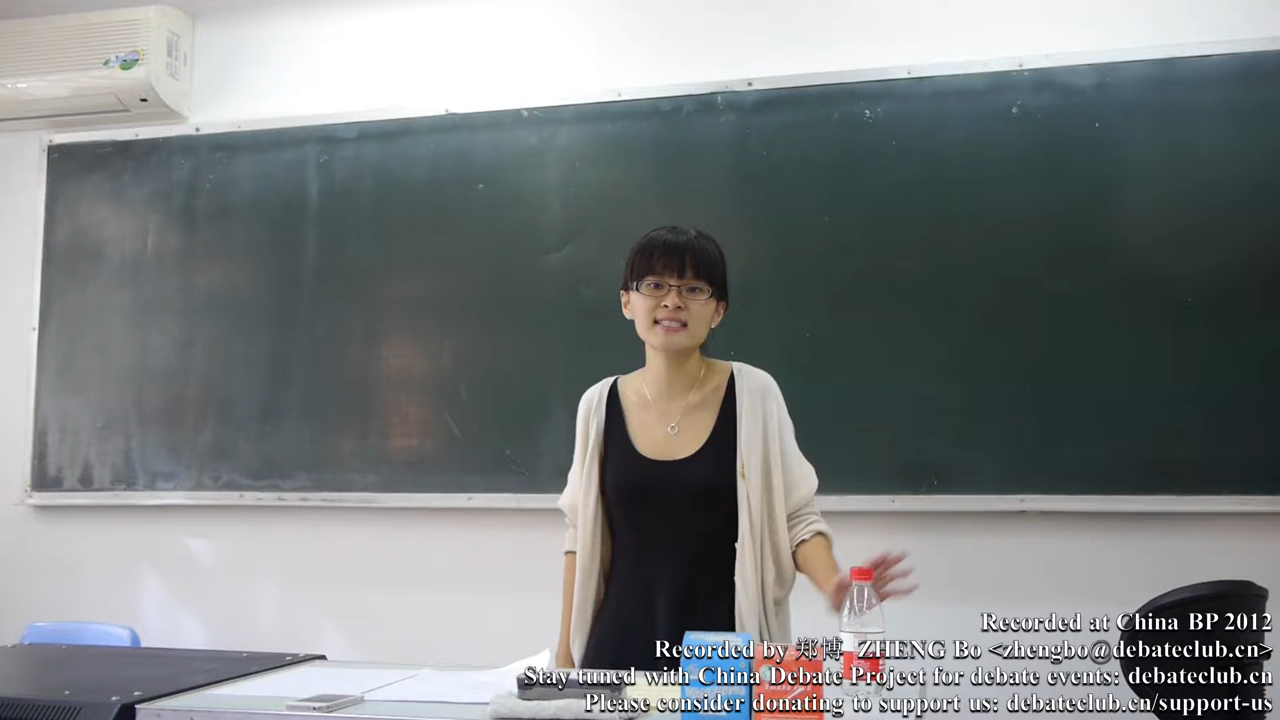 Recorded at China BP 2012
Recorded by 郑博 ZHENG Bo <zhengbo@debateclub.cn>
Stay tuned with China Debate Project for debate events: debateclub.cn
Please consider donating to support us: debateclub.cn/support-us